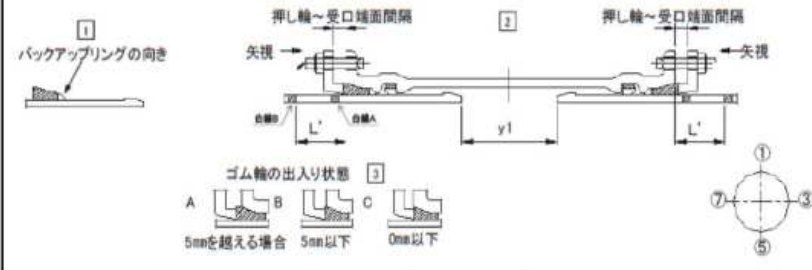 1
バックアップリングの向き
押し輪～受口端面間隔
2
押し輪～受口端面間隔
矢視
矢視
白線B
白線A
L'
y1
L'
ゴム輪の出入り状態 3
A
B
C
5mmを越える場合
5mm以下
0mm以下
①
⑦
③
⑤